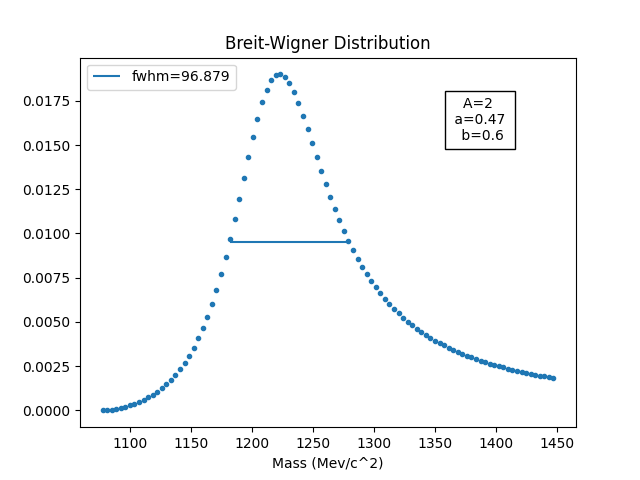 Breit-Wigner Distribution
fwhm=96.879
A=2
a=0.47
b=0.6
0.0175
0.0150
0.0125
0.0100
0.0075
0.0050
0.0025
0.0000
1100 1150 1200 1250 1300 1350 1400 1450
Mass (Mev/c^2)